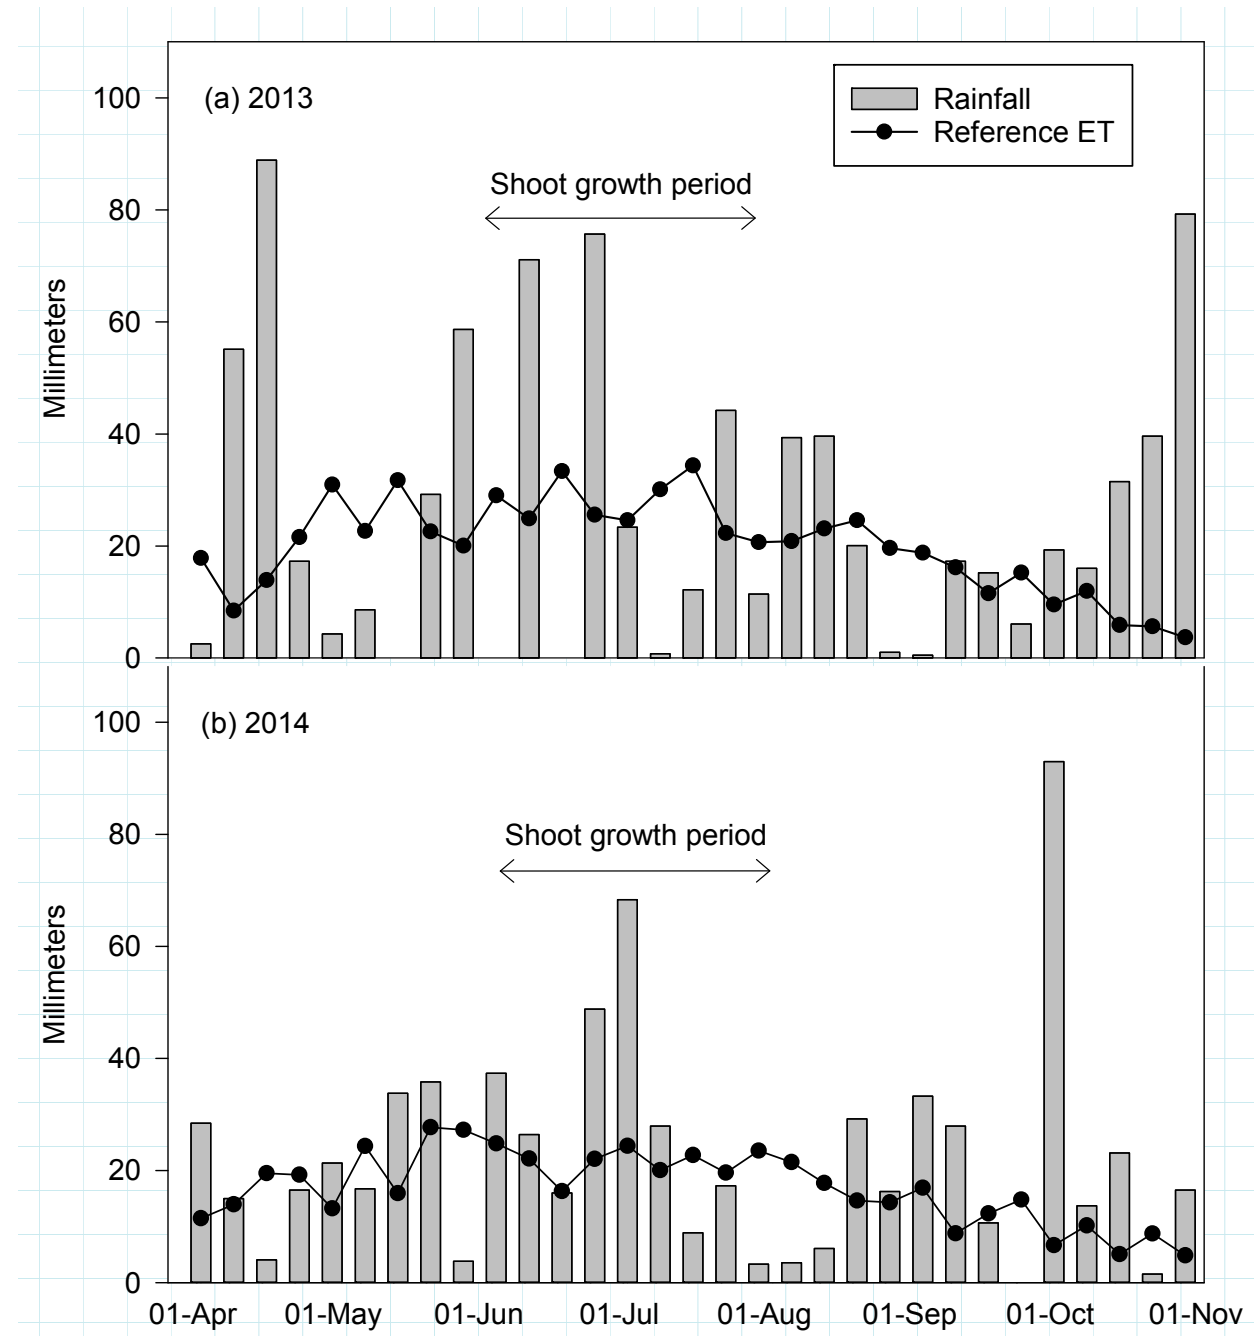 (a) 2013
Rainfall
Reference ET
Shoot growth period
100
80
60
40
20
0
Millimeters
(b) 2014
Shoot growth period
100
80
60
40
20
0
Millimeters
01-Apr 01-May 01-Jun 01-Jul 01-Aug 01-Sep 01-Oct 01-Nov